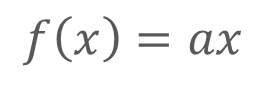 f(x) = ax